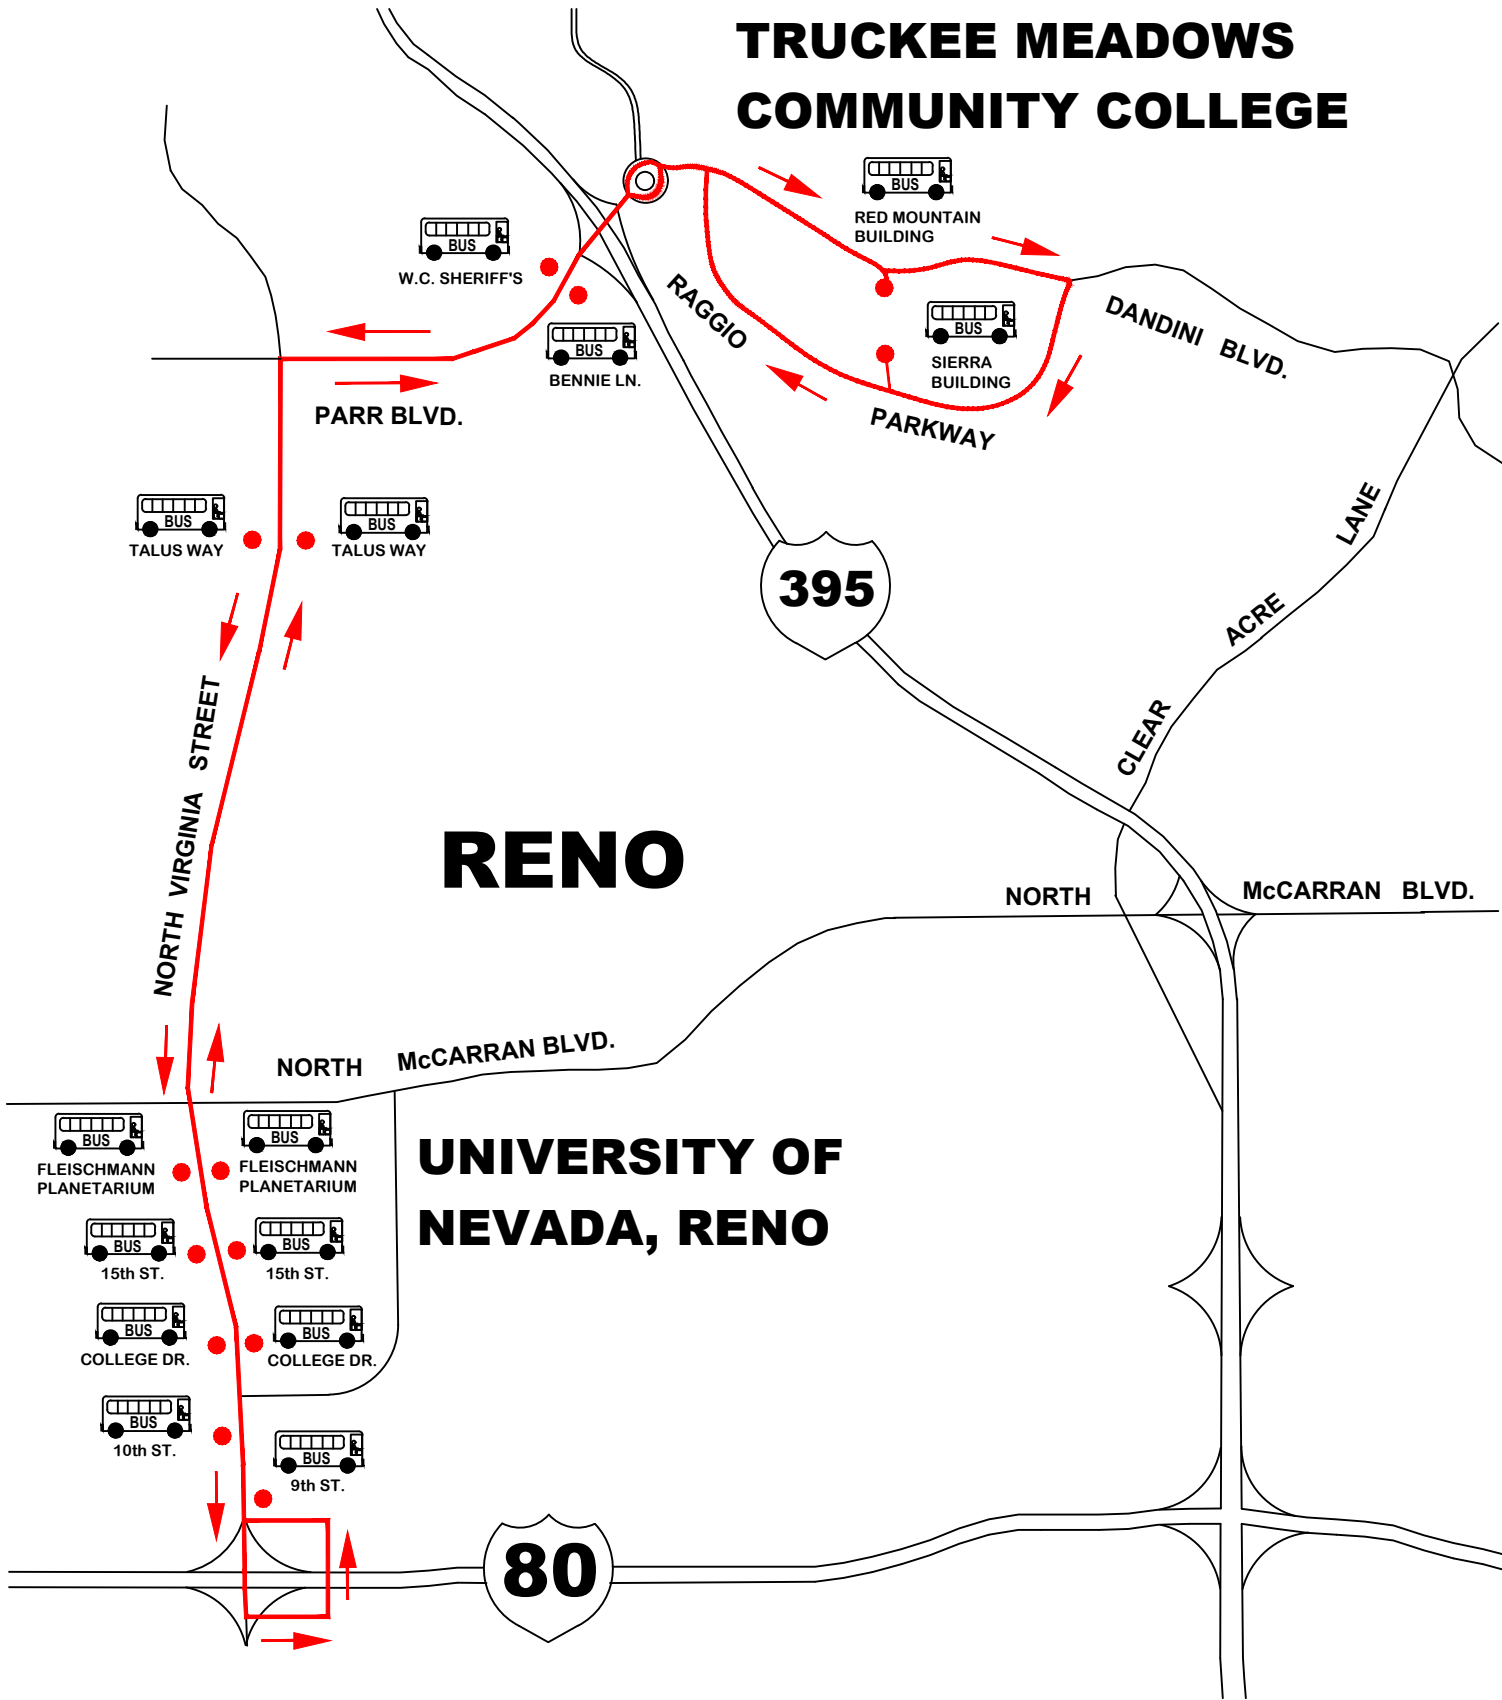 TRUCKEE MEADOWS
COMMUNITY COLLEGE
BUS
RED MOUNTAIN
BUILDING
BUS
W.C. SHERIFF'S
RAGGIO
DANDINI BLVD.
BUS
SIERRA
BUILDING
BUS
BENNIE LN.
PARR BLVD.
PARKWAY
BUS
TALUS WAY
BUS
TALUS WAY
395
CLEAR ACRE LANE
NORTH VIRGINIA STREET
RENO
NORTH McCARRAN BLVD.
NORTH McCARRAN BLVD.
BUS
FLEISCHMANN
PLANETARIUM
BUS
FLEISCHMANN
PLANETARIUM
UNIVERSITY OF
NEVADA, RENO
BUS
15th ST.
BUS
15th ST.
BUS
COLLEGE DR.
BUS
COLLEGE DR.
BUS
10th ST.
BUS
9th ST.
80